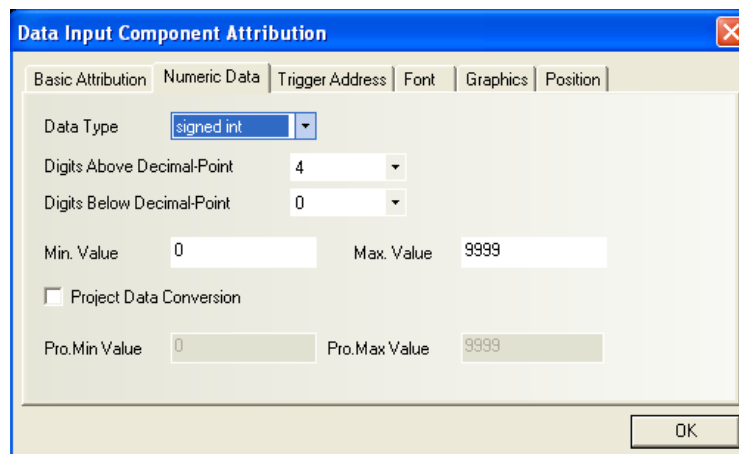 Data Input Component Attribution
Basic Attribution Numeric Data Trigger Address Font Graphics Position
Data Type signed int
Digits Above Decimal-Point 4
Digits Below Decimal-Point 0
Min. Value 0 Max. Value 9999
Project Data Conversion
Pro.Min Value 0 Pro.Max Value 9999
OK